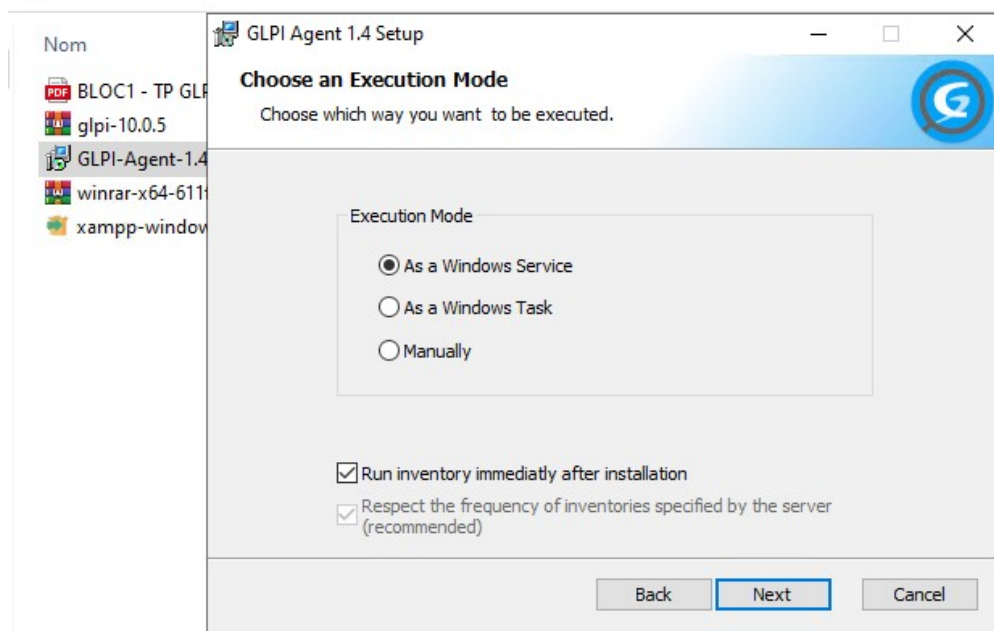 Nom
BLOC1 - TP GLP
glpi-10.0.5
GLPI-Agent-1.4
winrar-x64-611
xampp-window
GLPI Agent 1.4 Setup
Choose an Execution Mode
Choose which way you want to be executed.
Execution Mode
As a Windows Service
As a Windows Task
Manually
Run inventory immediatly after installation
Respect the frequency of inventories specified by the server
(recommended)
Back
Next
Cancel